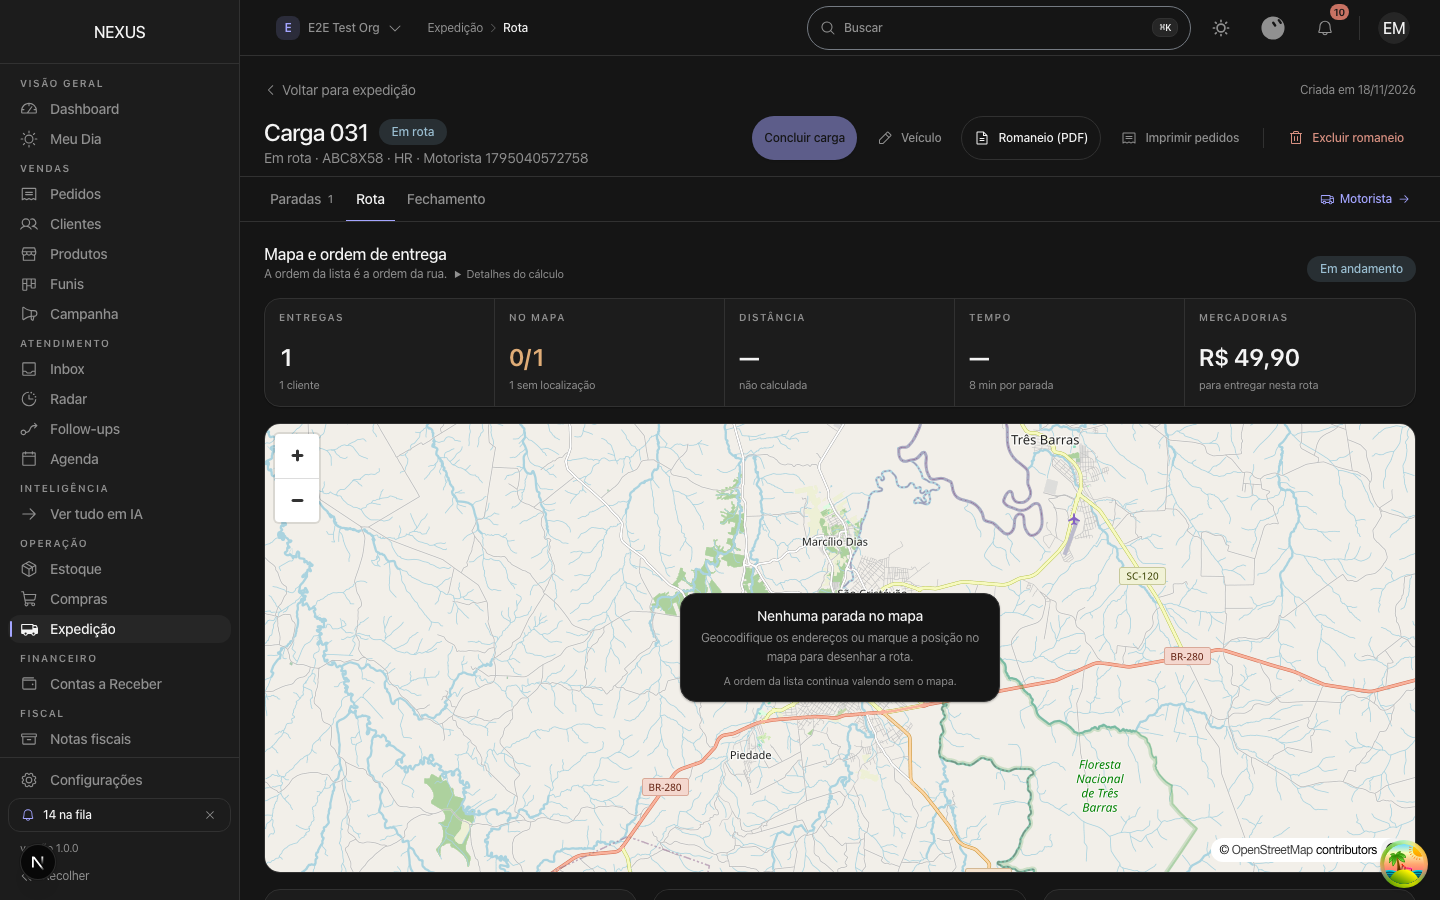 NEXUS
VISÃO GERAL
Dashboard
Meu Dia
VENDAS
Pedidos
Clientes
Produtos
Funis
Campanha
ATENDIMENTO
Inbox
Radar
Follow-ups
Agenda
INTELIGÊNCIA
Ver tudo em IA
OPERAÇÃO
Estoque
Compras
Expedição
FINANCEIRO
Contas a Receber
FISCAL
Notas fiscais
Configurações
14 na fila
1.0.0
N
E
E2E Test Org
Expedição
Rota
Buscar
⌘K
10
EM
Voltar para expedição
Criada em 18/11/2026
Carga 031
Em rota
Em rota · ABC8X58 · HR · Motorista 1795040572758
Concluir carga
Veículo
Romaneio (PDF)
Imprimir pedidos
Excluir romaneio
Paradas 1
Rota
Fechamento
Motorista →
Mapa e ordem de entrega
A ordem da lista é a ordem da rua.
▶ Detalhes do cálculo
Em andamento
ENTREGAS
1
1 cliente
NO MAPA
0/1
1 sem localização
DISTÂNCIA
—
não calculada
TEMPO
—
8 min por parada
MERCADORIAS
R$ 49,90
para entregar nesta rota
+
−
Três Barras
Marcílio Dias
SC-120
BR-280
Nenhuma parada no mapa
Geocodifique os endereços ou marque a posição no
mapa para desenhar a rota.
A ordem da lista continua valendo sem o mapa.
Piedade
BR-280
Floresta
Nacional
de Três
Barras
© OpenStreetMap contributors